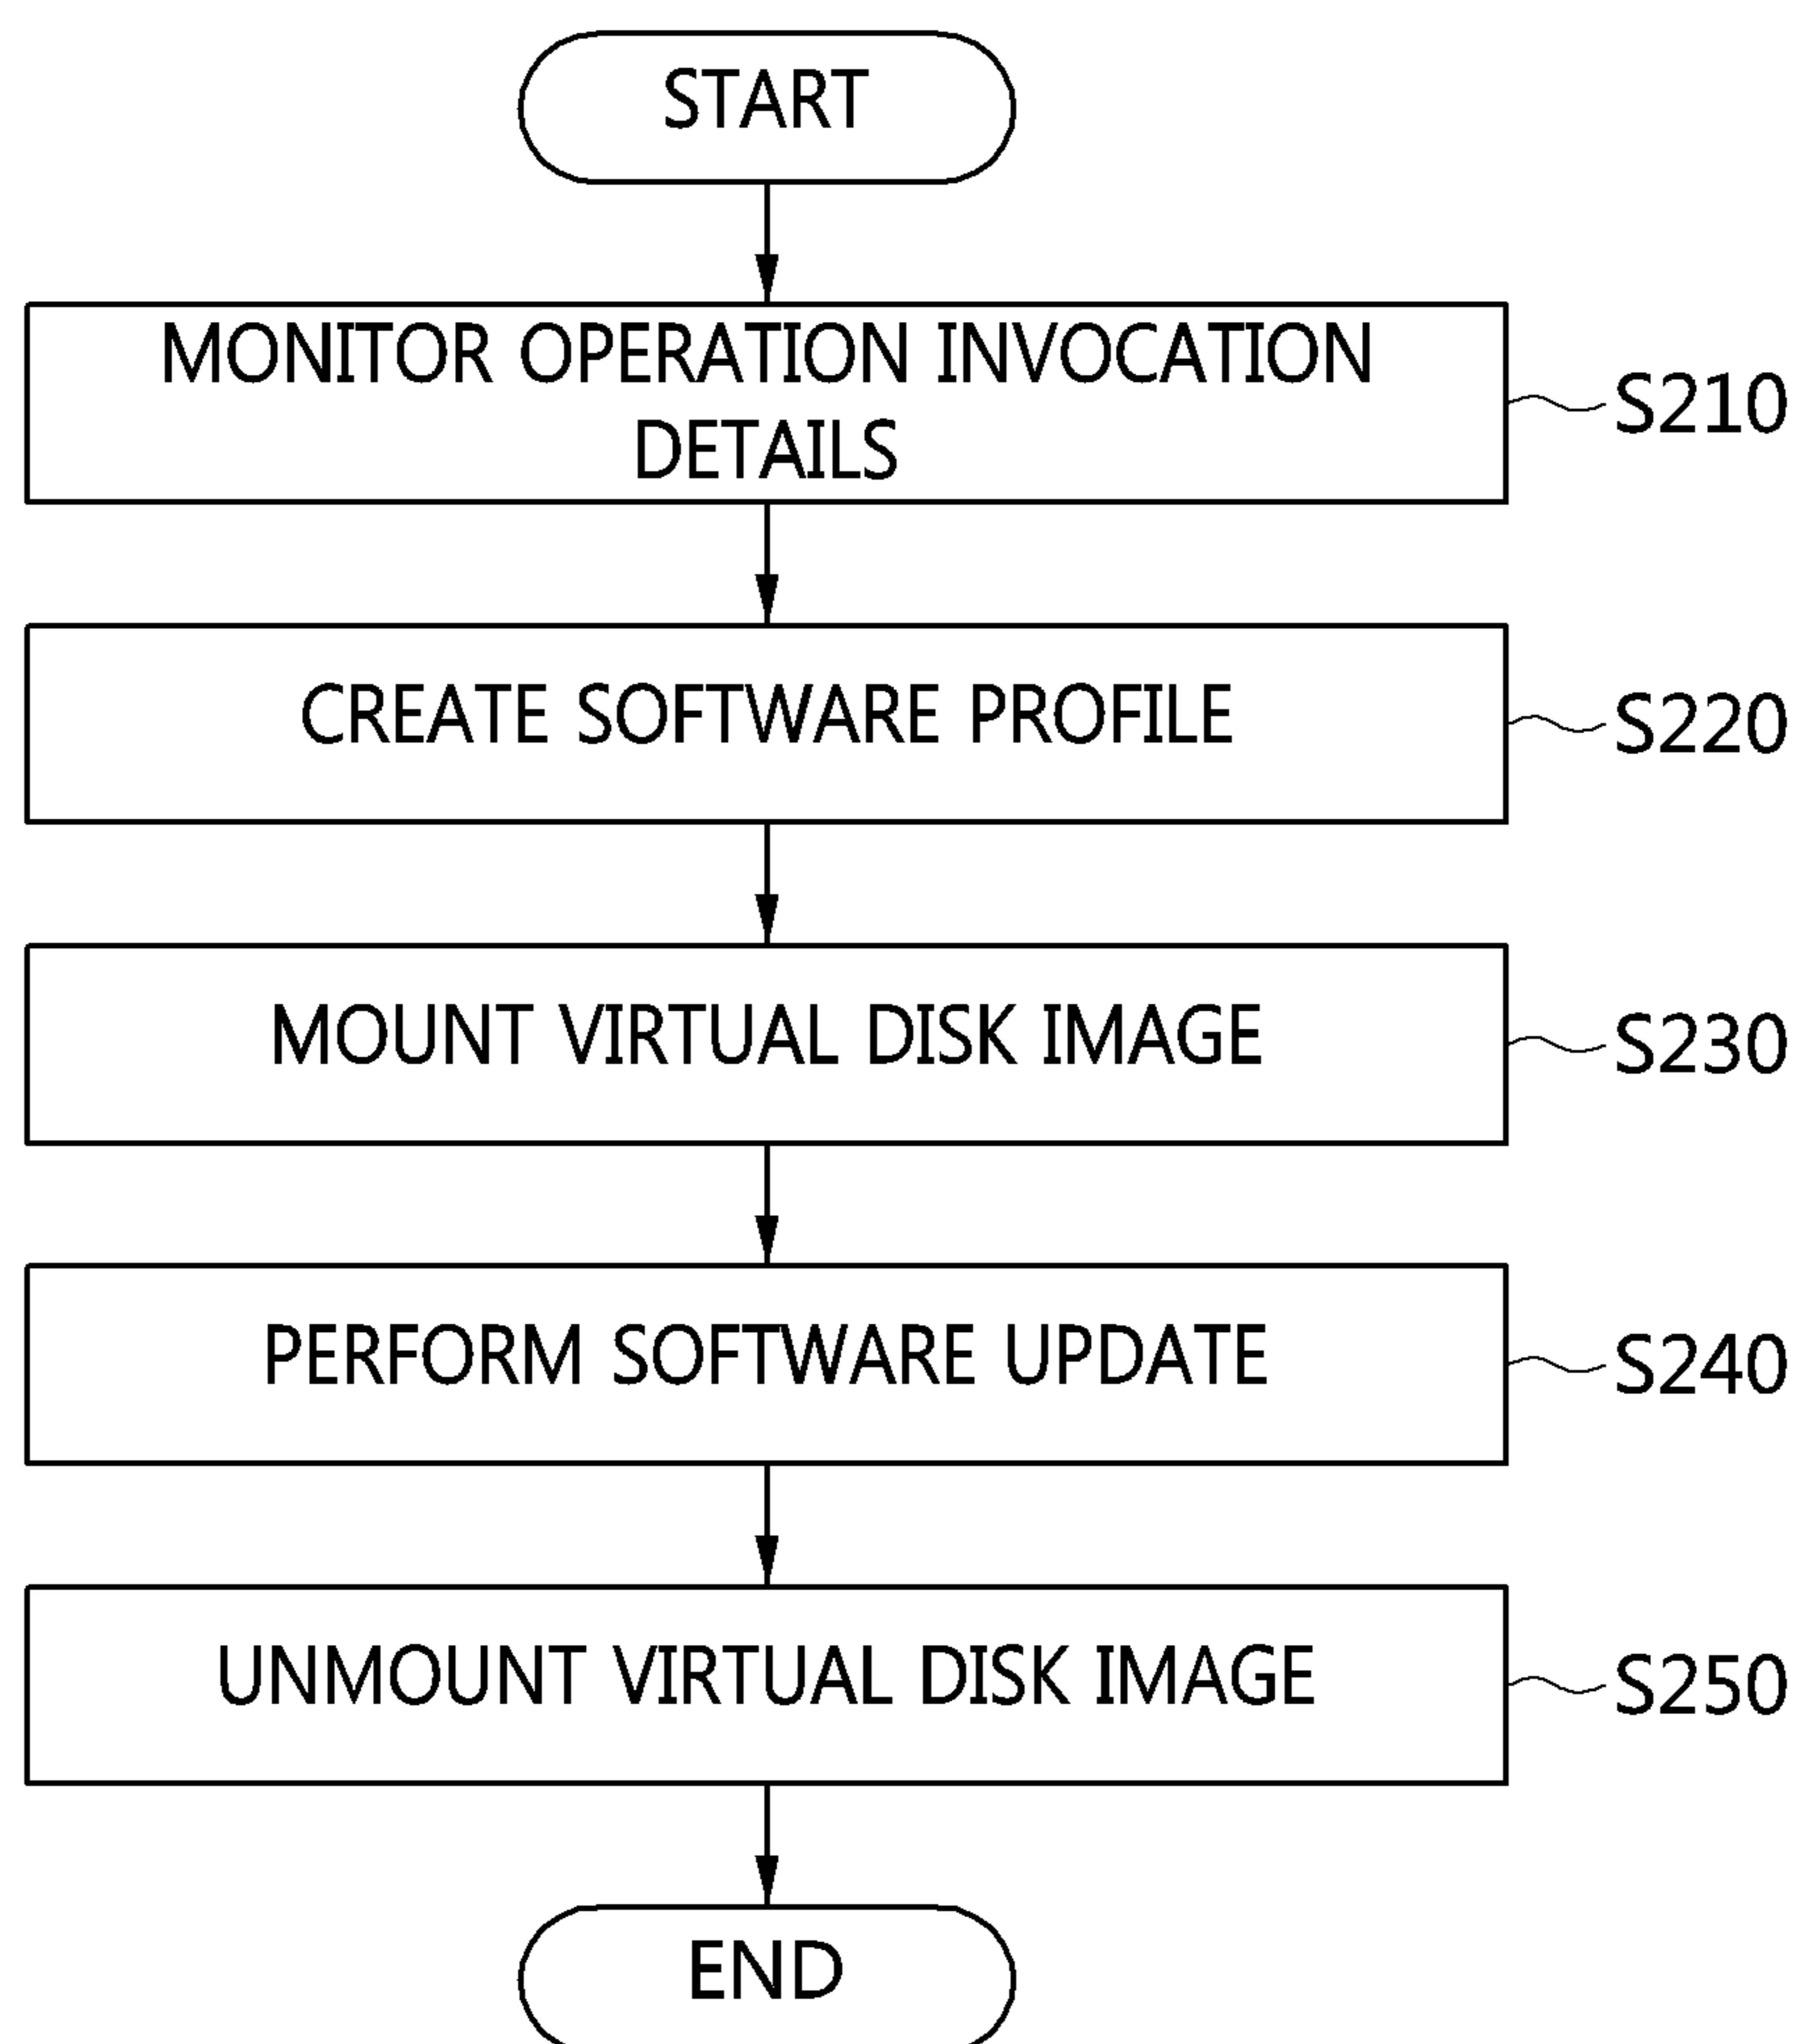 START
MONITOR OPERATION INVOCATION
DETAILS
S210
CREATE SOFTWARE PROFILE
S220
MOUNT VIRTUAL DISK IMAGE
S230
PERFORM SOFTWARE UPDATE
S240
UNMOUNT VIRTUAL DISK IMAGE
S250
END